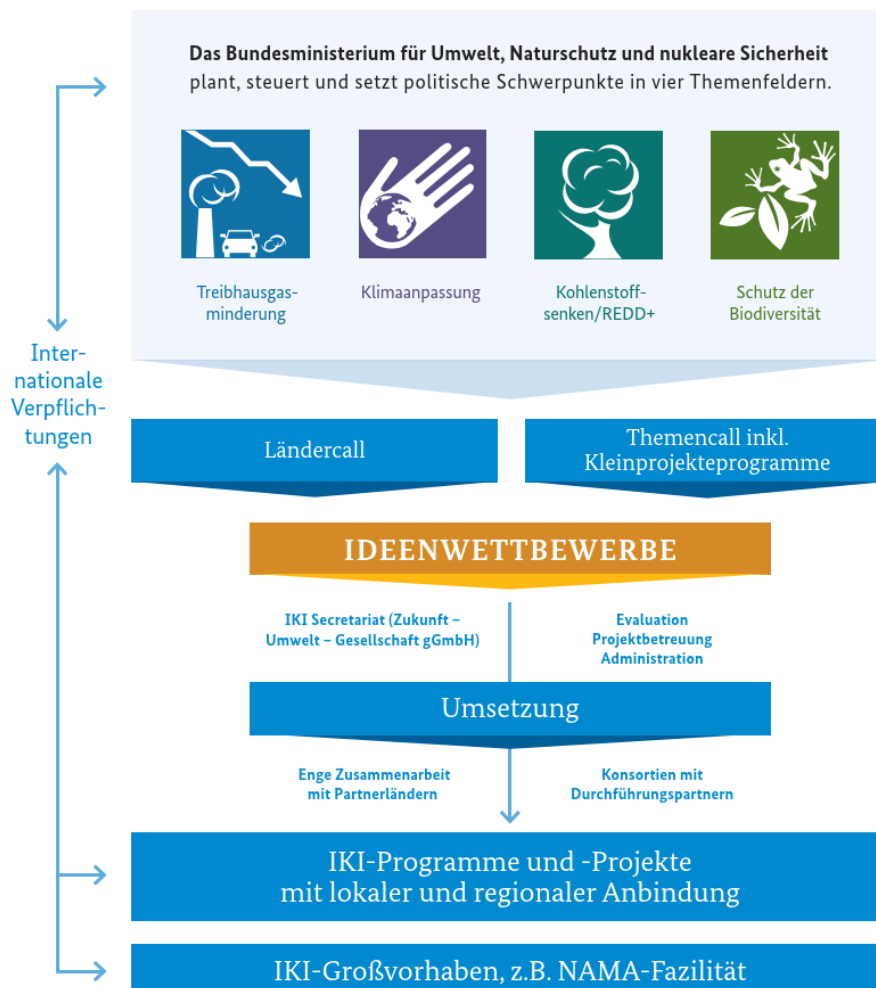 Das Bundesministerium für Umwelt, Naturschutz und nukleare Sicherheit
plant, steuert und setzt politische Schwerpunkte in vier Themenfeldern.
Treibhausgas-
minderung
Klimaanpassung
Kohlenstoff-
senken/REDD+
Schutz der
Biodiversität
Inter-
nationale
Verpflich-
tungen
Ländercall
Themencall inkl.
Kleinprojekteprogramme
IDEENWETTBEWERBE
IKI Secretariat (Zukunft –
Umwelt – Gesellschaft gGmbH)
Evaluation
Projektbetreuung
Administration
Umsetzung
Enge Zusammenarbeit
mit Partnerländern
Konsortien mit
Durchführungspartnern
IKI-Programme und -Projekte
mit lokaler und regionaler Anbindung
IKI-Großvorhaben, z.B. NAMA-Fazilität